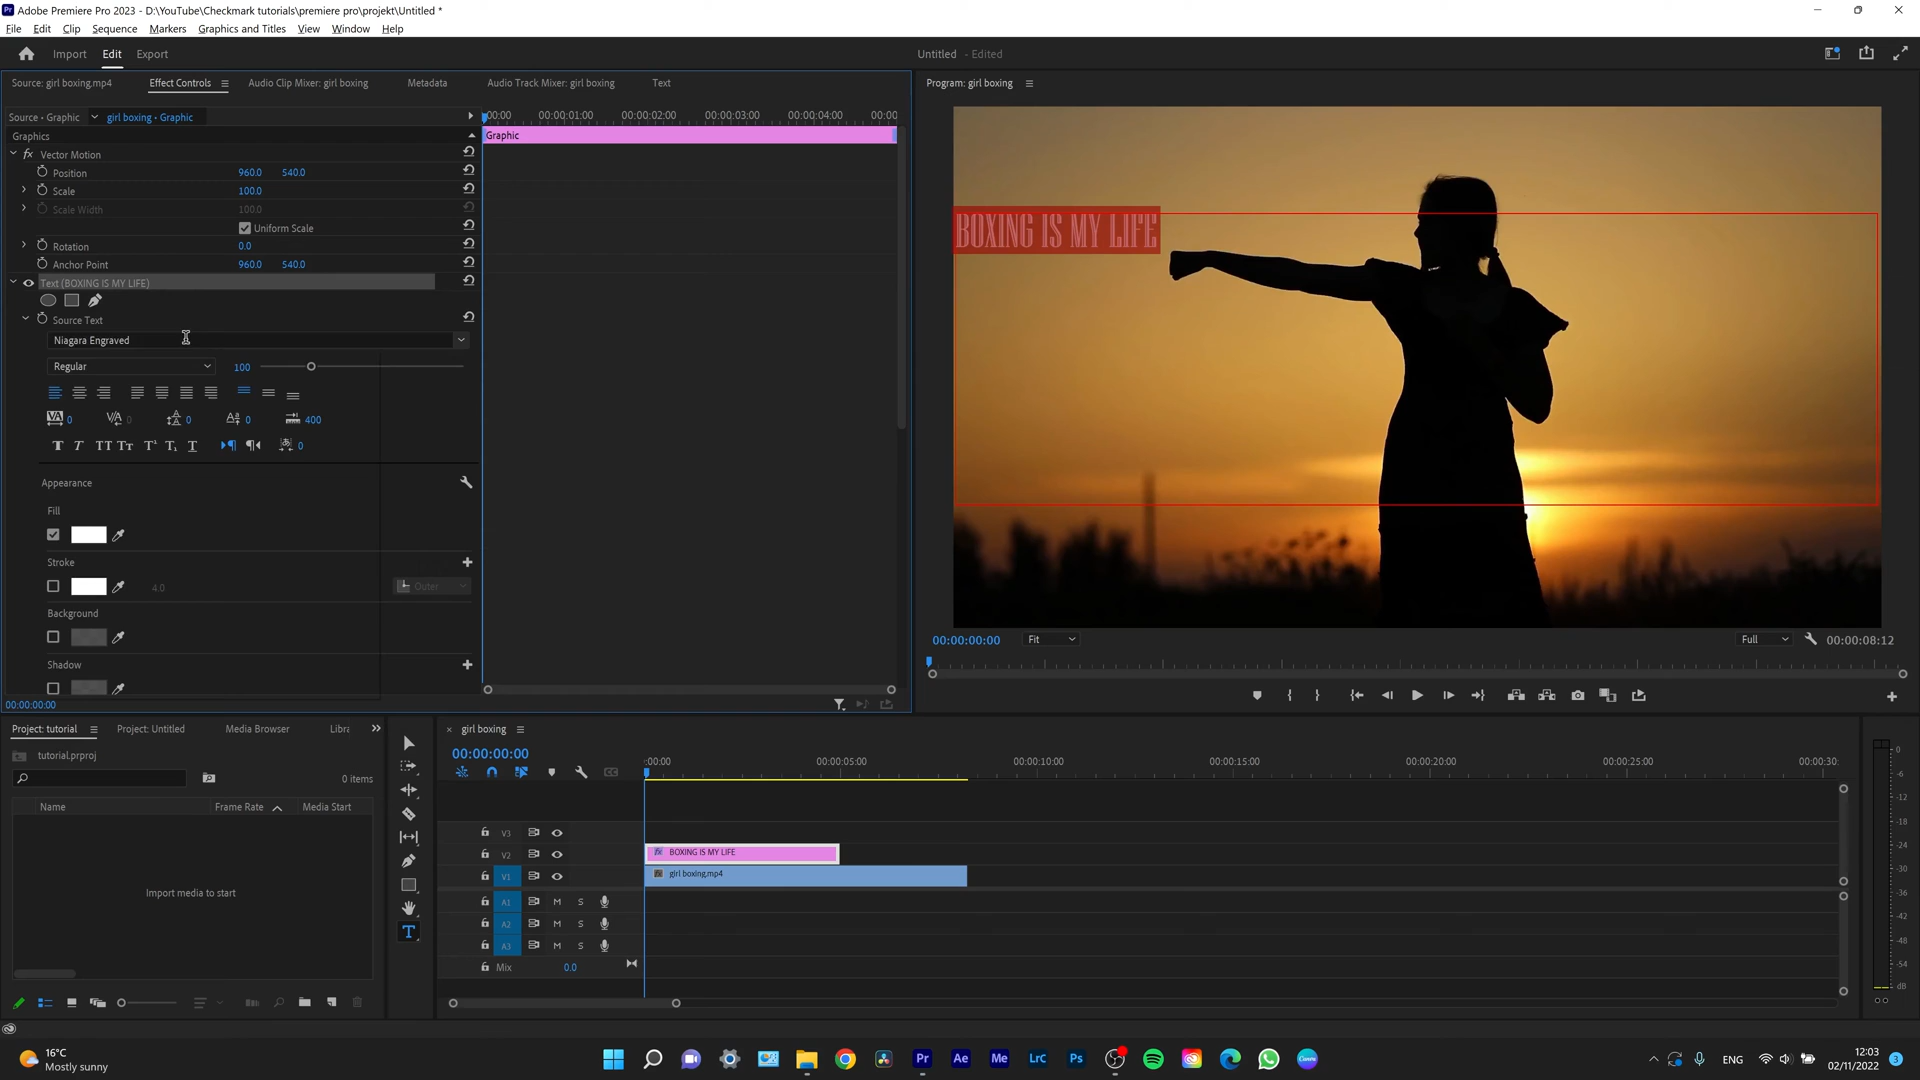 Adobe Premiere Pro 2023 - D:\YouTube\Checkmark tutorials\premiere pro\projekt\Untitled *
File Edit Clip Sequence Markers Graphics and Titles View Window Help
Import Edit Export
Untitled - Edited
Source: girl boxing.mp4 Effect Controls Audio Clip Mixer: girl boxing Metadata Audio Track Mixer: girl boxing Text
Program: girl boxing
Source • Graphic girl boxing • Graphic
:00:00 00:00:01:00 00:00:02:00 00:00:03:00 00:00:04:00 00:00
Graphics
Graphic
fx Vector Motion
Position 960.0 540.0
Scale 100.0
Scale Width 100.0
Uniform Scale
Rotation 0.0
Anchor Point 960.0 540.0
Text (BOXING IS MY LIFE)
Source Text
Niagara Engraved
Regular 100
0 0 0 0 400
0
Appearance
Fill
Stroke
4.0 Outer
Background
Shadow
00:00:00:00
BOXING IS MY LIFE
00:00:00:00 Fit Full 00:00:08:12
Project: tutorial Project: Untitled Media Browser Libra
tutorial.prproj
0 items
Name Frame Rate Media Start
Import media to start
girl boxing
00:00:00:00
:00:00 00:00:05:00 00:00:10:00 00:00:15:00 00:00:20:00 00:00:25:00 00:00:30:
V3
V2 BOXING IS MY LIFE
V1 girl boxing.mp4
A1 M S
A2 M S
A3 M S
Mix 0.0
0
-6
-12
-18
-24
-30
-36
-42
-48
-54
dB
16°C
Mostly sunny
Pr Ae Me LrC Ps
ENG
12:03
02/11/2022
3